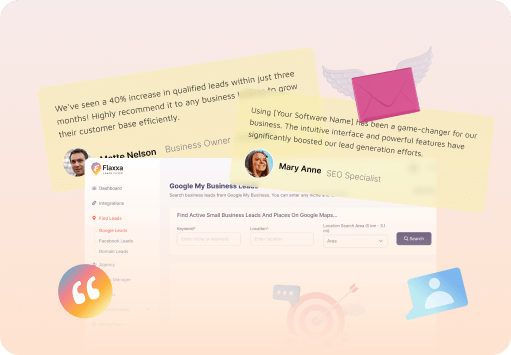 We've seen a 40% increase in qualified leads within just three
months! Highly recommend it to any business to grow
their customer base efficiently.
Mette Nelson Business Owner
Using [Your Software Name] has been a game-changer for our
business. The intuitive interface and powerful features have
significantly boosted our lead generation efforts.
Mary Anne SEO Specialist
Flaxxa
Dashboard
Integrations
Find Leads
Google Leads
Facebook Leads
Domain Leads
Agency
Manager
Google My Business Leads
Search business leads from Google My Business. You can enter any niche and
Find Active Small Business Leads And Places On Google Maps...
Keyword*
Enter niche or keyword
Location*
Enter location
Location Search Area (5 km - 0.1
mi)
Area
Search